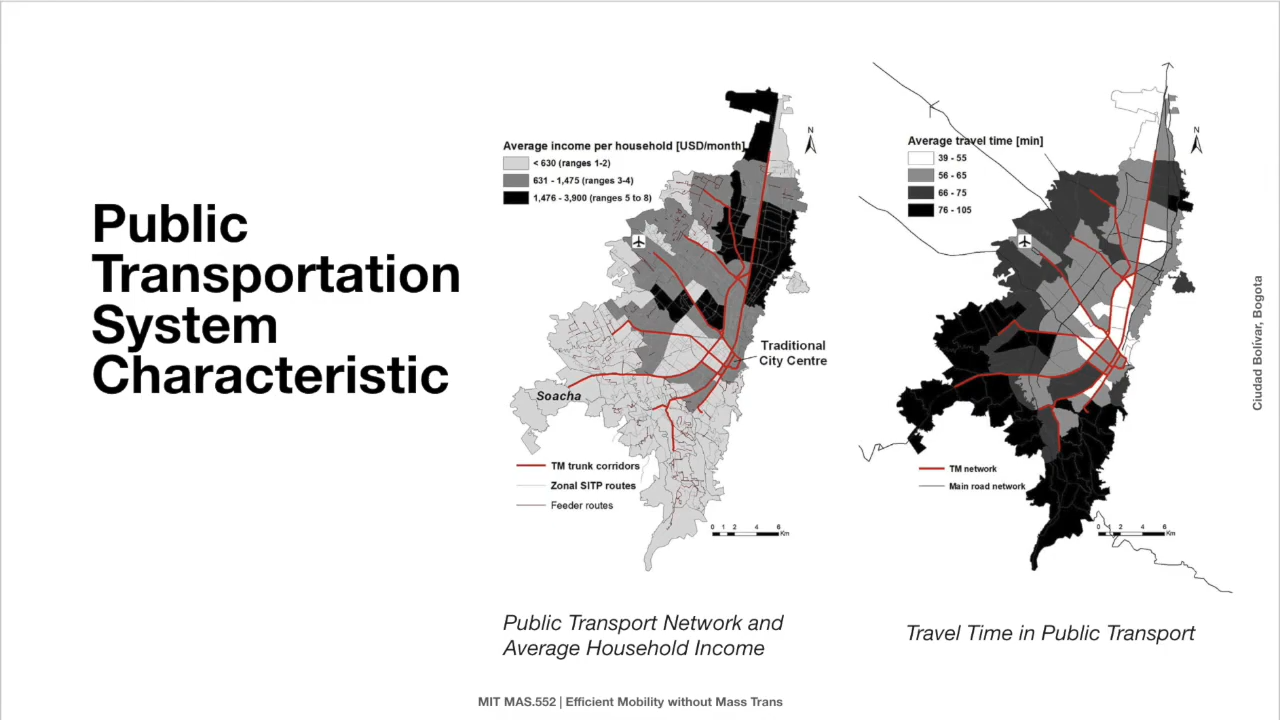 Public
Transportation
System
Characteristic
Average income per household [USD/month]
< 630 (ranges 1-2)
631 - 1,475 (ranges 3-4)
1,476 - 3,900 (ranges 5 to 8)
N
Traditional
City Centre
Soacha
TM trunk corridors
Zonal SITP routes
Feeder routes
0 1 2 4 6
Km
Public Transport Network and
Average Household Income
Average travel time [min]
39 - 55
56 - 65
66 - 75
76 - 105
N
TM network
Main road network
0 1 2 4 6
Km
Travel Time in Public Transport
Ciudad Bolívar, Bogota
MIT MAS.552 | Efficient Mobility without Mass Trans